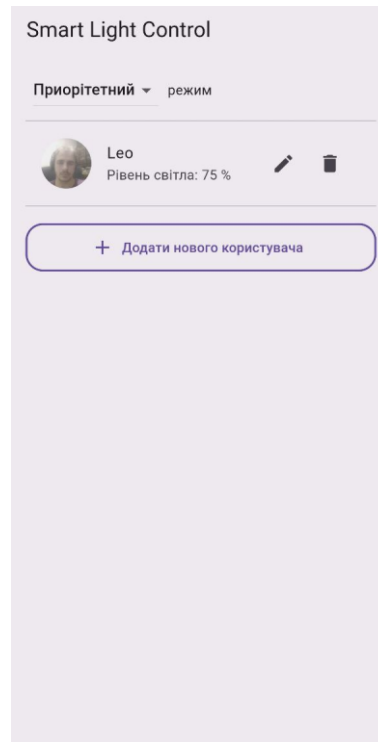 Smart Light Control
Приорітетний режим
Leo
Рівень світла: 75 %
+ Додати нового користувача